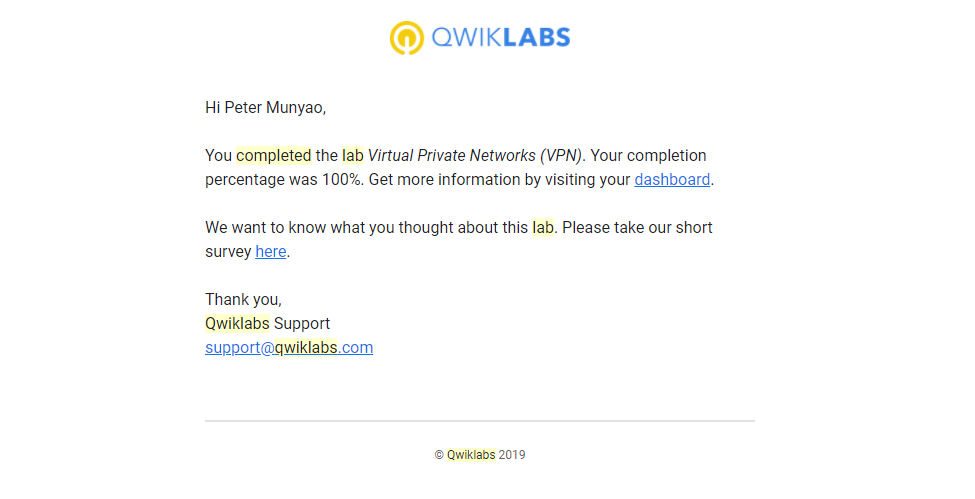 QWIKLABS
Hi Peter Munyao,
You completed the lab Virtual Private Networks (VPN). Your completion
percentage was 100%. Get more information by visiting your dashboard.
We want to know what you thought about this lab. Please take our short
survey here.
Thank you,
Qwiklabs Support
support@qwiklabs.com
© Qwiklabs 2019